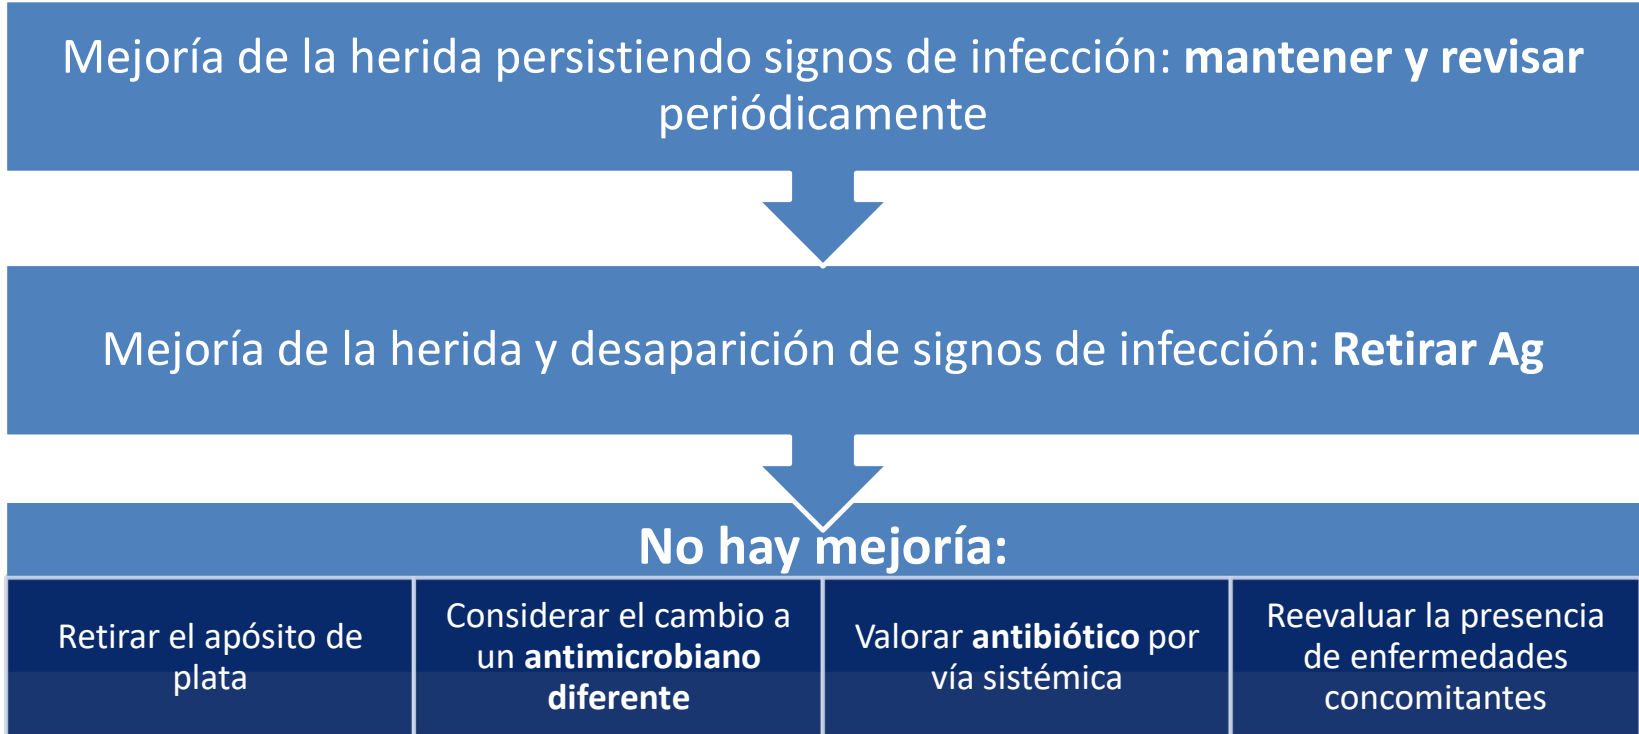 Mejoría de la herida persistiendo signos de infección: mantener y revisar
periódicamente
Mejoría de la herida y desaparición de signos de infección: Retirar Ag
No hay mejoría:
Retirar el apósito de
plata
Considerar el cambio a
un antimicrobiano
diferente
Valorar antibiótico por
vía sistémica
Reevaluar la presencia
de enfermedades
concomitantes